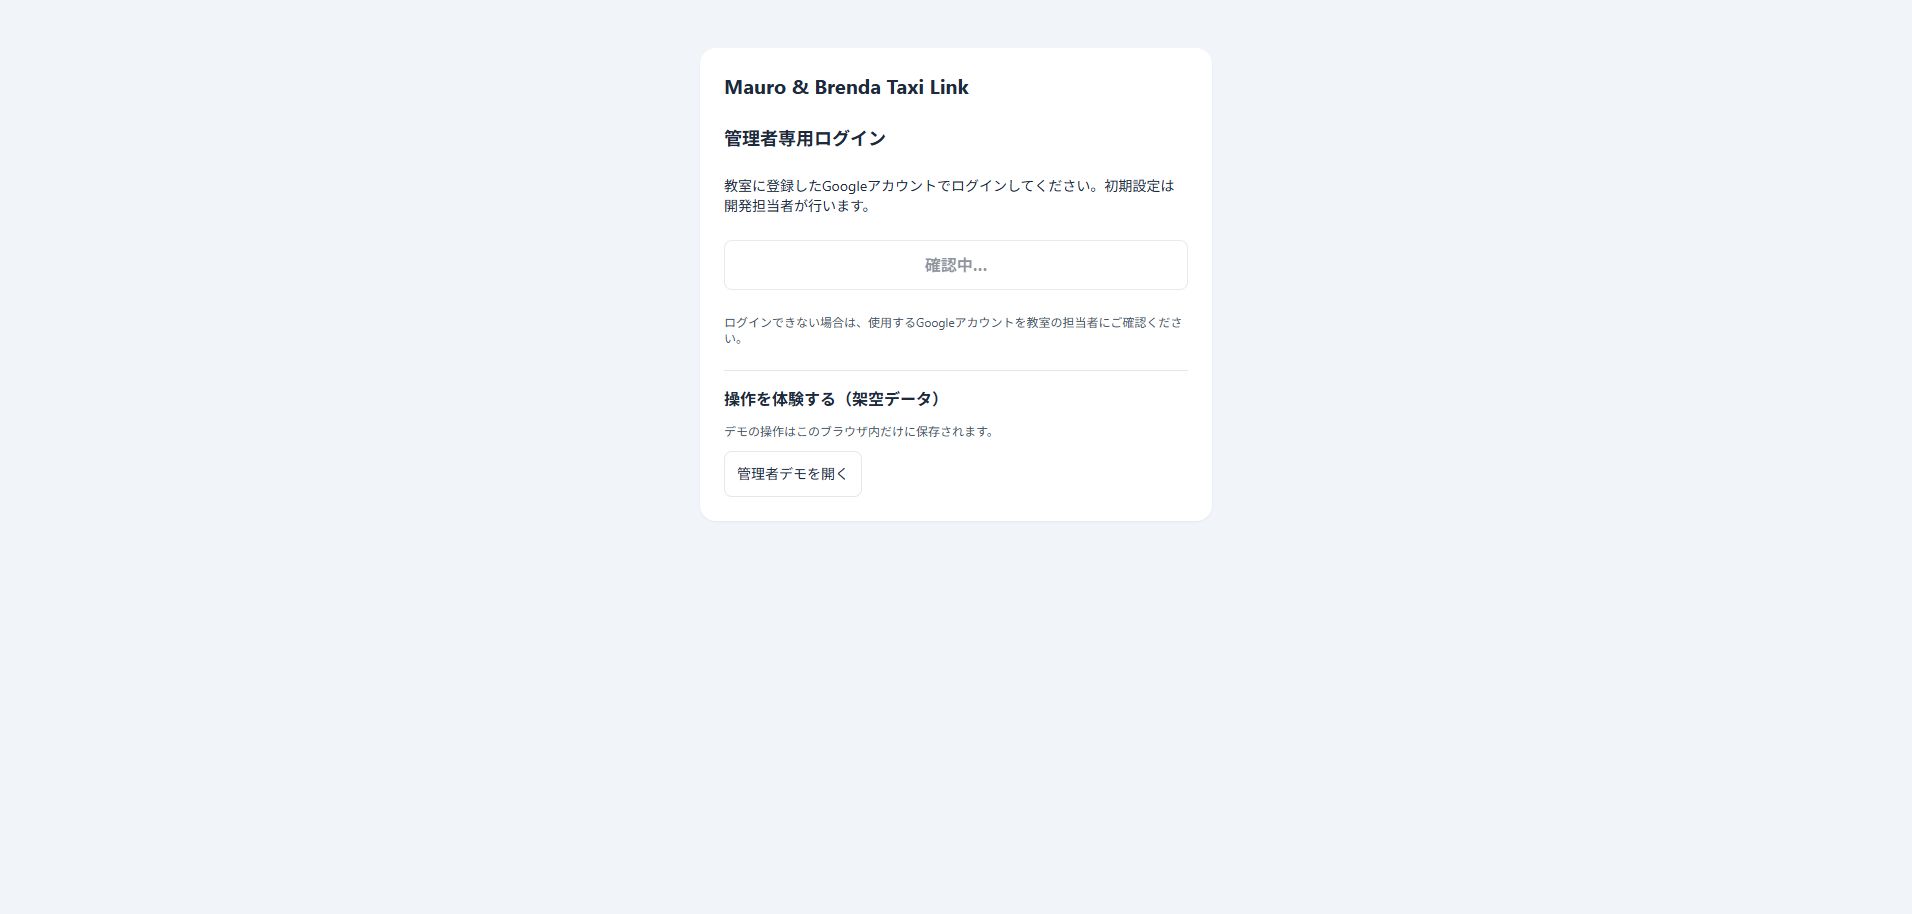 Mauro & Brenda Taxi Link
管理者専用ログイン
教室に登録したGoogleアカウントでログインしてください。初期設定は
開発担当者が行います。
確認中...
ログインできない場合は、使用するGoogleアカウントを教室の担当者にご確認くださ
い。
操作を体験する（架空データ）
デモの操作はこのブラウザ内だけに保存されます。
管理者デモを開く